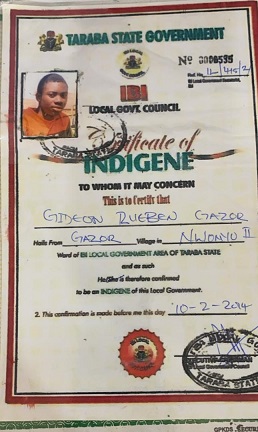 TARABA STATE GOVERNMENT
Nº 0000535
IBI
LOCAL GOVT. COUNCIL
Certificate of
INDIGENE
TO WHOM IT MAY CONCERN
This is to Certify that
GIDEON RUEBEN GAZOR
Hails From GAZOR Village in NWONYO II
Ward of IBI LOCAL GOVERNMENT AREA OF TARABA STATE
and as such
He/She is therefore confirmed
to be an INDIGENE of this Local Government.
2. This confirmation is made before me this day 10-2-2014
TARABA STATE